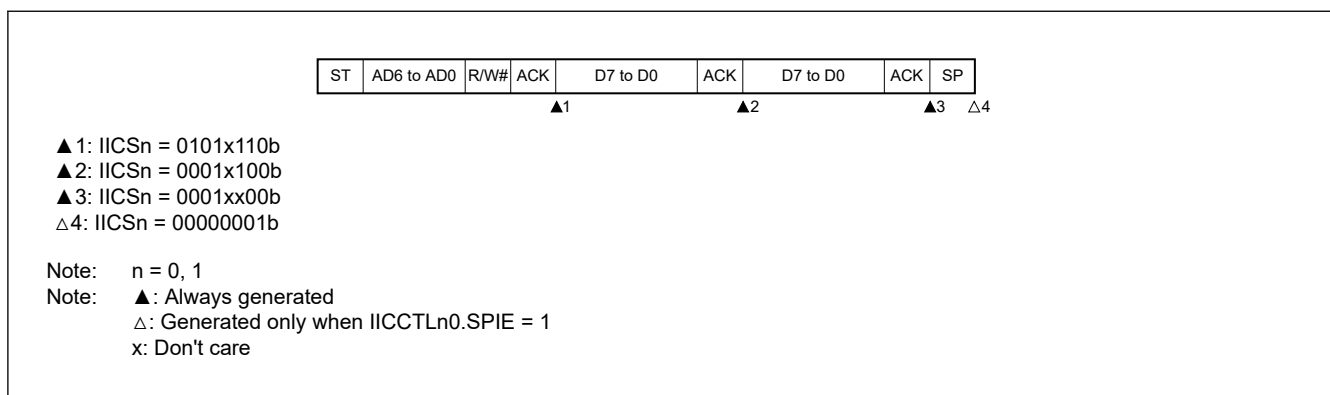 ST AD6 to AD0 R/W# ACK D7 to D0 ACK D7 to D0 ACK SP
▲1 ▲2 ▲3 △4
▲1: IICSn = 0101x110b
▲2: IICSn = 0001x100b
▲3: IICSn = 0001xx00b
△4: IICSn = 00000001b
Note: n = 0, 1
Note: ▲: Always generated
△: Generated only when IICCTLn0.SPIE = 1
x: Don't care